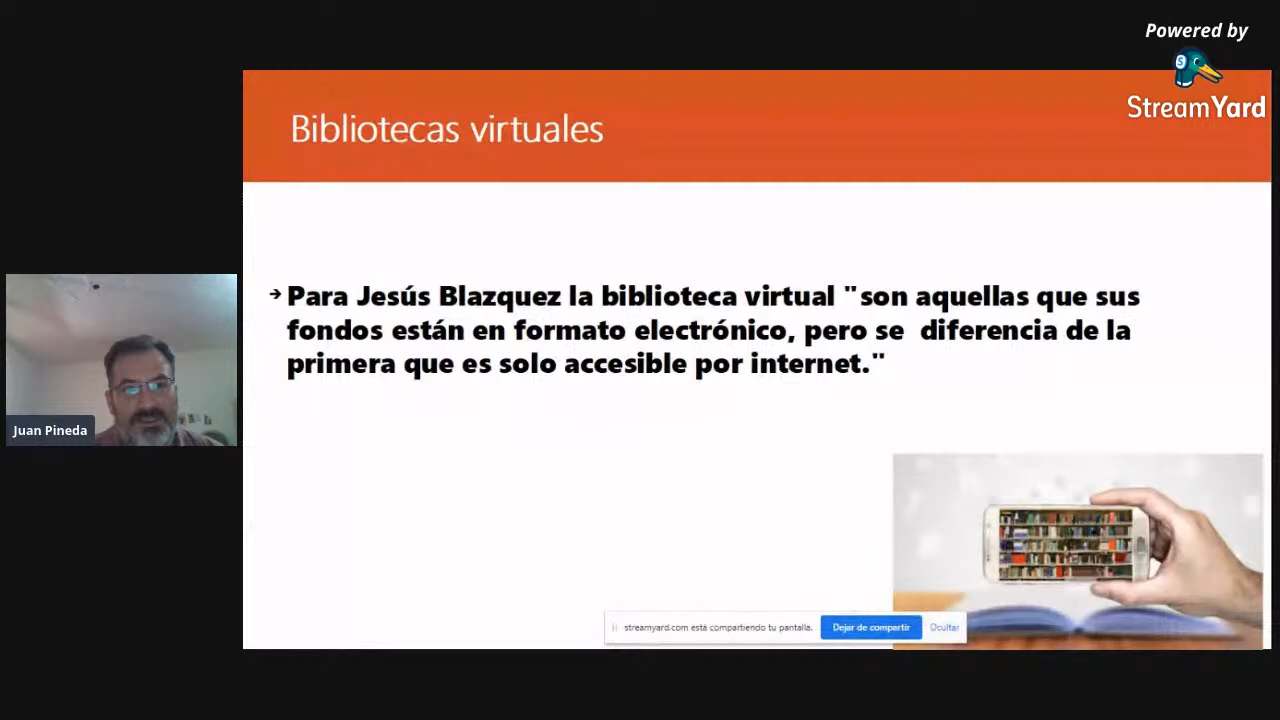 Powered by
StreamYard
Bibliotecas virtuales
Para Jesús Blazquez la biblioteca virtual "son aquellas que sus
fondos están en formato electrónico, pero se diferencia de la
primera que es solo accesible por internet."
Juan Pineda
streamyard.com está compartiendo tu pantalla. Dejar de compartir Ocultar